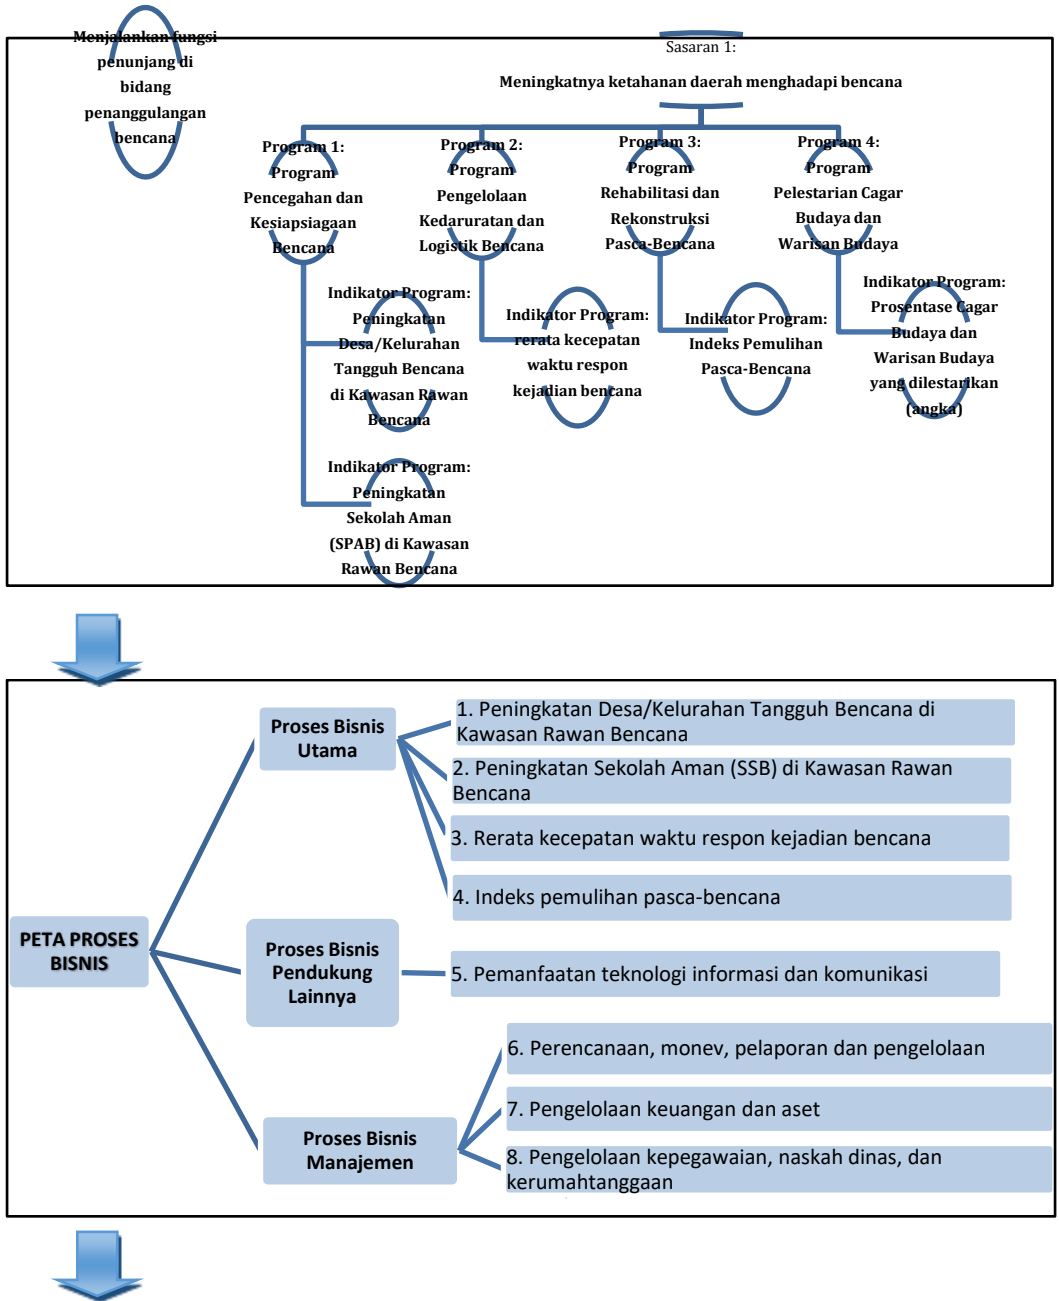 Menjalankan fungsi
penunjang di
bidang
penanggulangan
bencana
Sasaran 1:
Meningkatnya ketahanan daerah menghadapi bencana
Program 1:
Program
Pencegahan dan
Kesiapsiagaan
Bencana
Program 2:
Program
Pengelolaan
Kedaruratan dan
Logistik Bencana
Program 3:
Program
Rehabilitasi dan
Rekonstruksi
Pasca-Bencana
Program 4:
Program
Pelestarian Cagar
Budaya dan
Warisan Budaya
Indikator Program:
Peningkatan
Desa/Kelurahan
Tangguh Bencana
di Kawasan Rawan
Bencana
Indikator Program:
rerata kecepatan
waktu respon
kejadian bencana
Indikator Program:
Indeks Pemulihan
Pasca-Bencana
Indikator Program:
Prosentase Cagar
Budaya dan
Warisan Budaya
yang dilestarikan
(angka)
Indikator Program:
Peningkatan
Sekolah Aman
(SPAB) di Kawasan
Rawan Bencana
PETA PROSES
BISNIS
Proses Bisnis
Utama
1. Peningkatan Desa/Kelurahan Tangguh Bencana di
Kawasan Rawan Bencana
2. Peningkatan Sekolah Aman (SSB) di Kawasan Rawan
Bencana
3. Rerata kecepatan waktu respon kejadian bencana
4. Indeks pemulihan pasca-bencana
Proses Bisnis
Pendukung
Lainnya
5. Pemanfaatan teknologi informasi dan komunikasi
Proses Bisnis
Manajemen
6. Perencanaan, monev, pelaporan dan pengelolaan
7. Pengelolaan keuangan dan aset
8. Pengelolaan kepegawaian, naskah dinas, dan
kerumahtanggaan